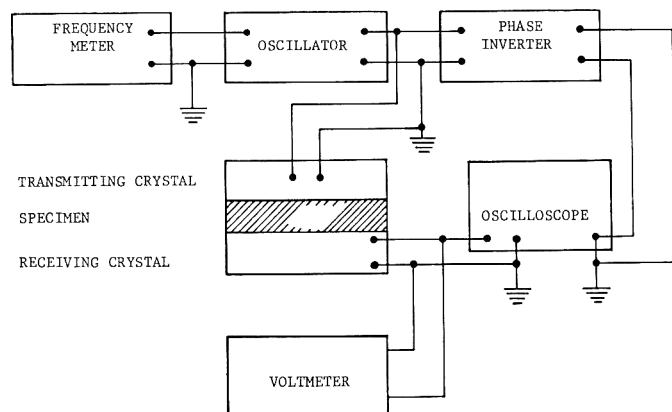 FREQUENCY
METER
OSCILLATOR
PHASE
INVERTER
TRANSMITTING CRYSTAL
SPECIMEN
RECEIVING CRYSTAL
OSCILLOSCOPE
VOLTMETER